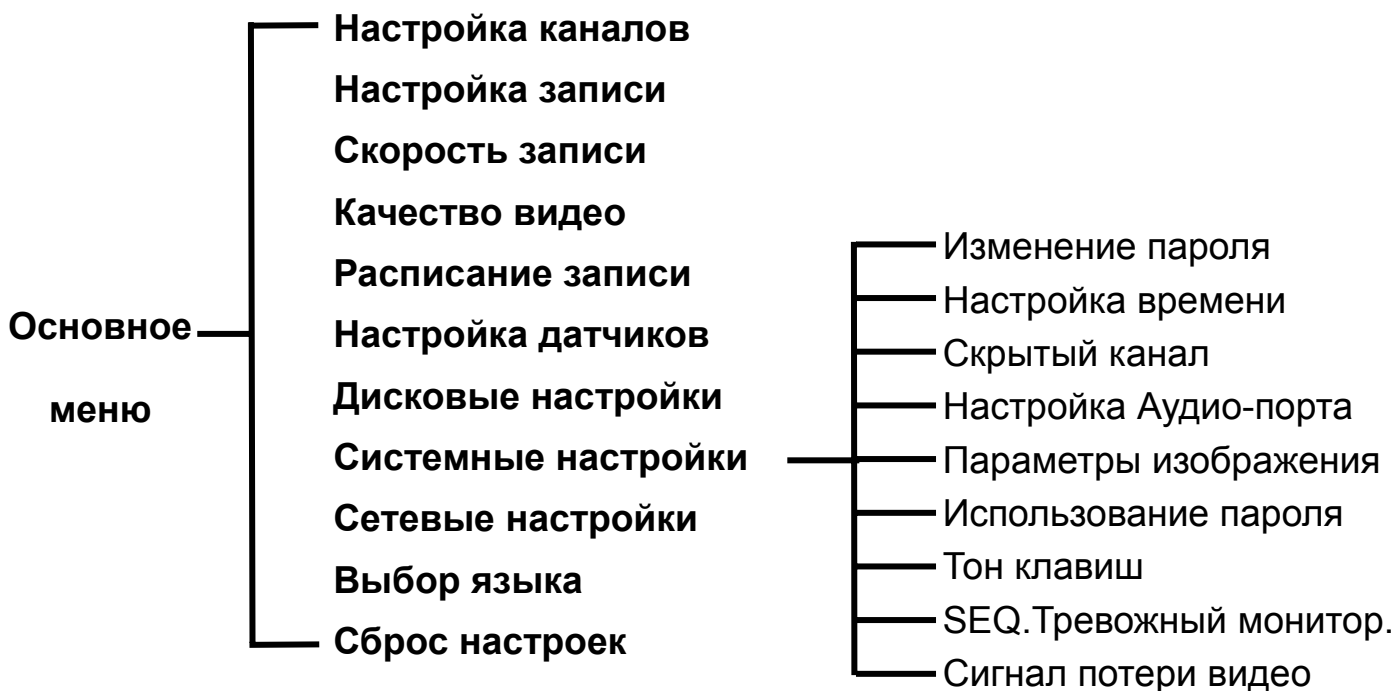 Основное
меню
Настройка каналов
Настройка записи
Скорость записи
Качество видео
Расписание записи
Настройка датчиков
Дисковые настройки
Системные настройки
Сетевые настройки
Выбор языка
Сброс настроек
Изменение пароля
Настройка времени
Скрытый канал
Настройка Аудио-порта
Параметры изображения
Использование пароля
Тон клавиш
SEQ.Тревожный монитор.
Сигнал потери видео